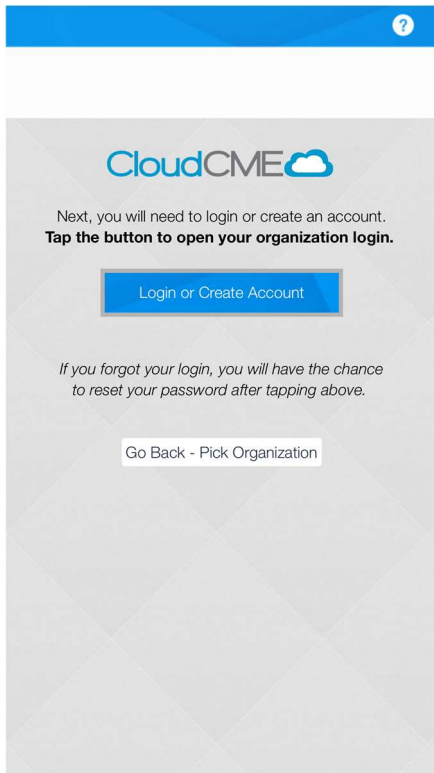 ?
CloudCME
Next, you will need to login or create an account.
Tap the button to open your organization login.
Login or Create Account
If you forgot your login, you will have the chance
to reset your password after tapping above.
Go Back - Pick Organization